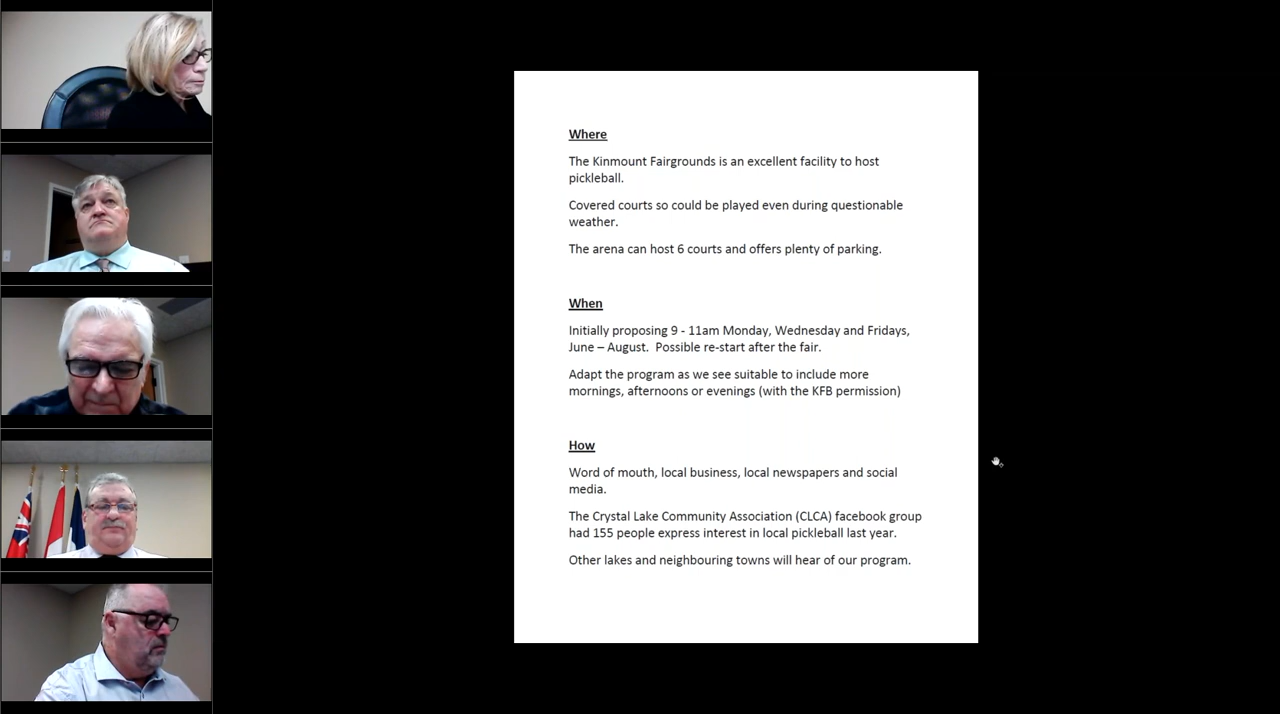 Where
The Kinmount Fairgrounds is an excellent facility to host
pickleball.
Covered courts so could be played even during questionable
weather.
The arena can host 6 courts and offers plenty of parking.
When
Initially proposing 9 - 11am Monday, Wednesday and Fridays,
June – August.  Possible re-start after the fair.
Adapt the program as we see suitable to include more
mornings, afternoons or evenings (with the KFB permission)
How
Word of mouth, local business, local newspapers and social
media.
The Crystal Lake Community Association (CLCA) facebook group
had 155 people express interest in local pickleball last year.
Other lakes and neighbouring towns will hear of our program.